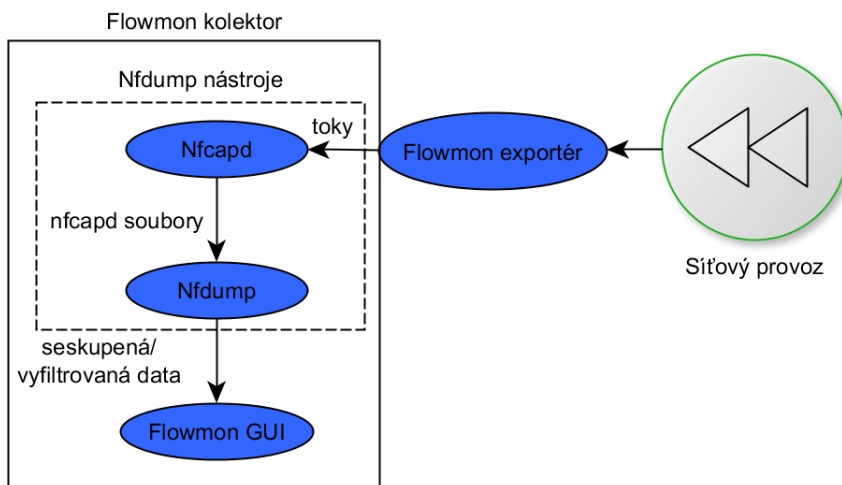 Flowmon kolektor
Nfdump nástroje
toky
Nfcapd
Flowmon exportér
nfcapd soubory
Síťový provoz
Nfdump
seskupená/
vyfiltrovaná data
Flowmon GUI